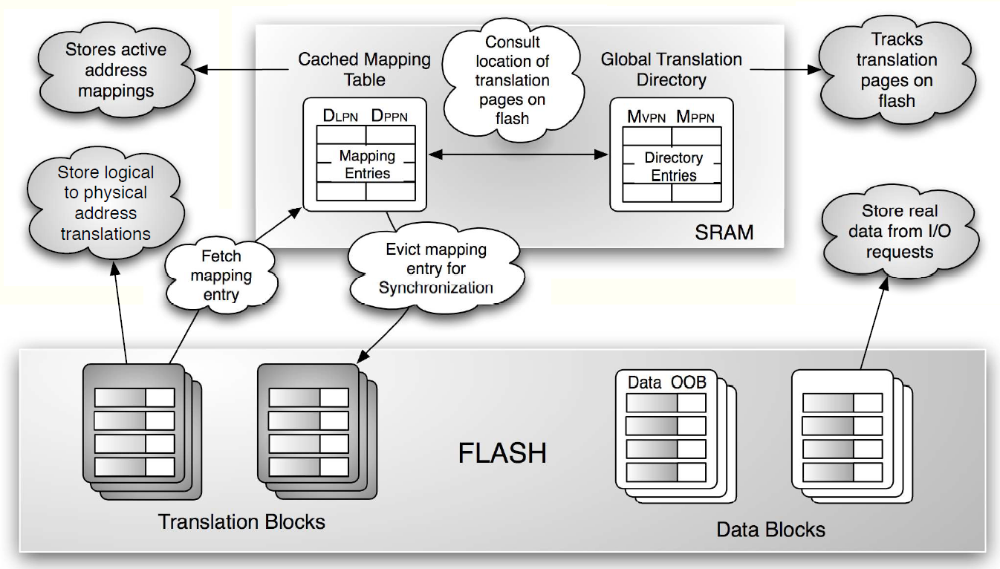 Stores active
address
mappings
Cached Mapping
Table
Consult
location of
translation
pages on
flash
Global Translation
Directory
Tracks
translation
pages on
flash
DLPN DPPN
Mapping
Entries
MVPN MPPN
Directory
Entries
Store logical
to physical
address
translations
SRAM
Store real
data from I/O
requests
Fetch
mapping
entry
Evict mapping
entry for
Synchronization
Data OOB
FLASH
Translation Blocks
Data Blocks